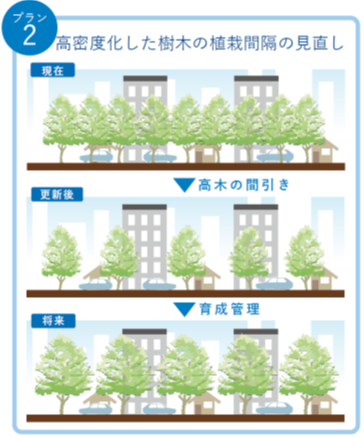 プラン
2
高密度化した樹木の植栽間隔の見直し
現在
高木の間引き
更新後
育成管理
将来